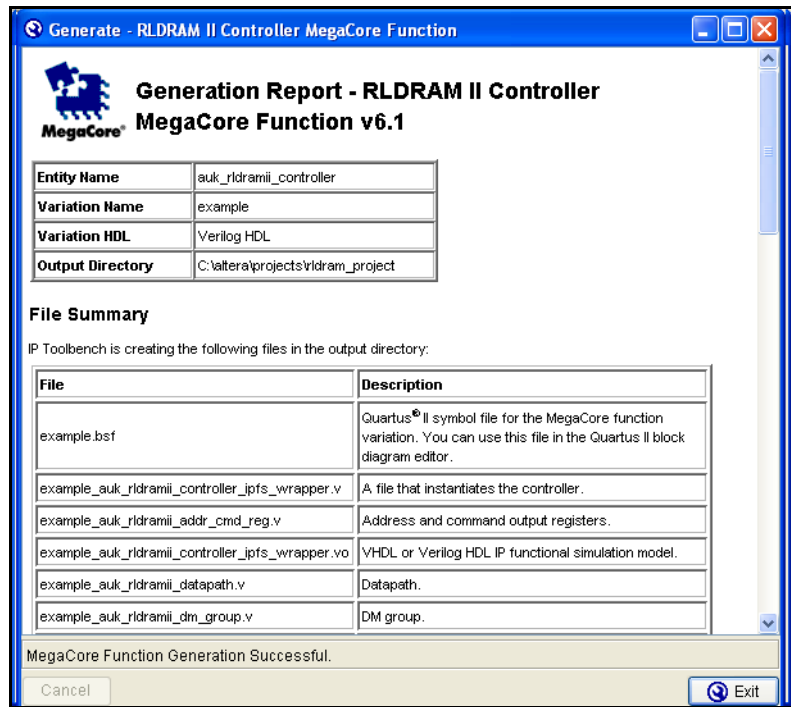 Generate - RLDRAM II Controller MegaCore Function
MegaCore®
Generation Report - RLDRAM II Controller
MegaCore Function v6.1
Entity Name auk_rldramii_controller
Variation Name example
Variation HDL Verilog HDL
Output Directory C:\altera\projects\rldram_project
File Summary
IP Toolbench is creating the following files in the output directory:
File Description
example.bsf Quartus® II symbol file for the MegaCore function
variation. You can use this file in the Quartus II block
diagram editor.
example_auk_rldramii_controller_ipfs_wrapper.v A file that instantiates the controller.
example_auk_rldramii_addr_cmd_reg.v Address and command output registers.
example_auk_rldramii_controller_ipfs_wrapper.vo VHDL or Verilog HDL IP functional simulation model.
example_auk_rldramii_datapath.v Datapath.
example_auk_rldramii_dm_group.v DM group.
MegaCore Function Generation Successful.
Cancel Exit